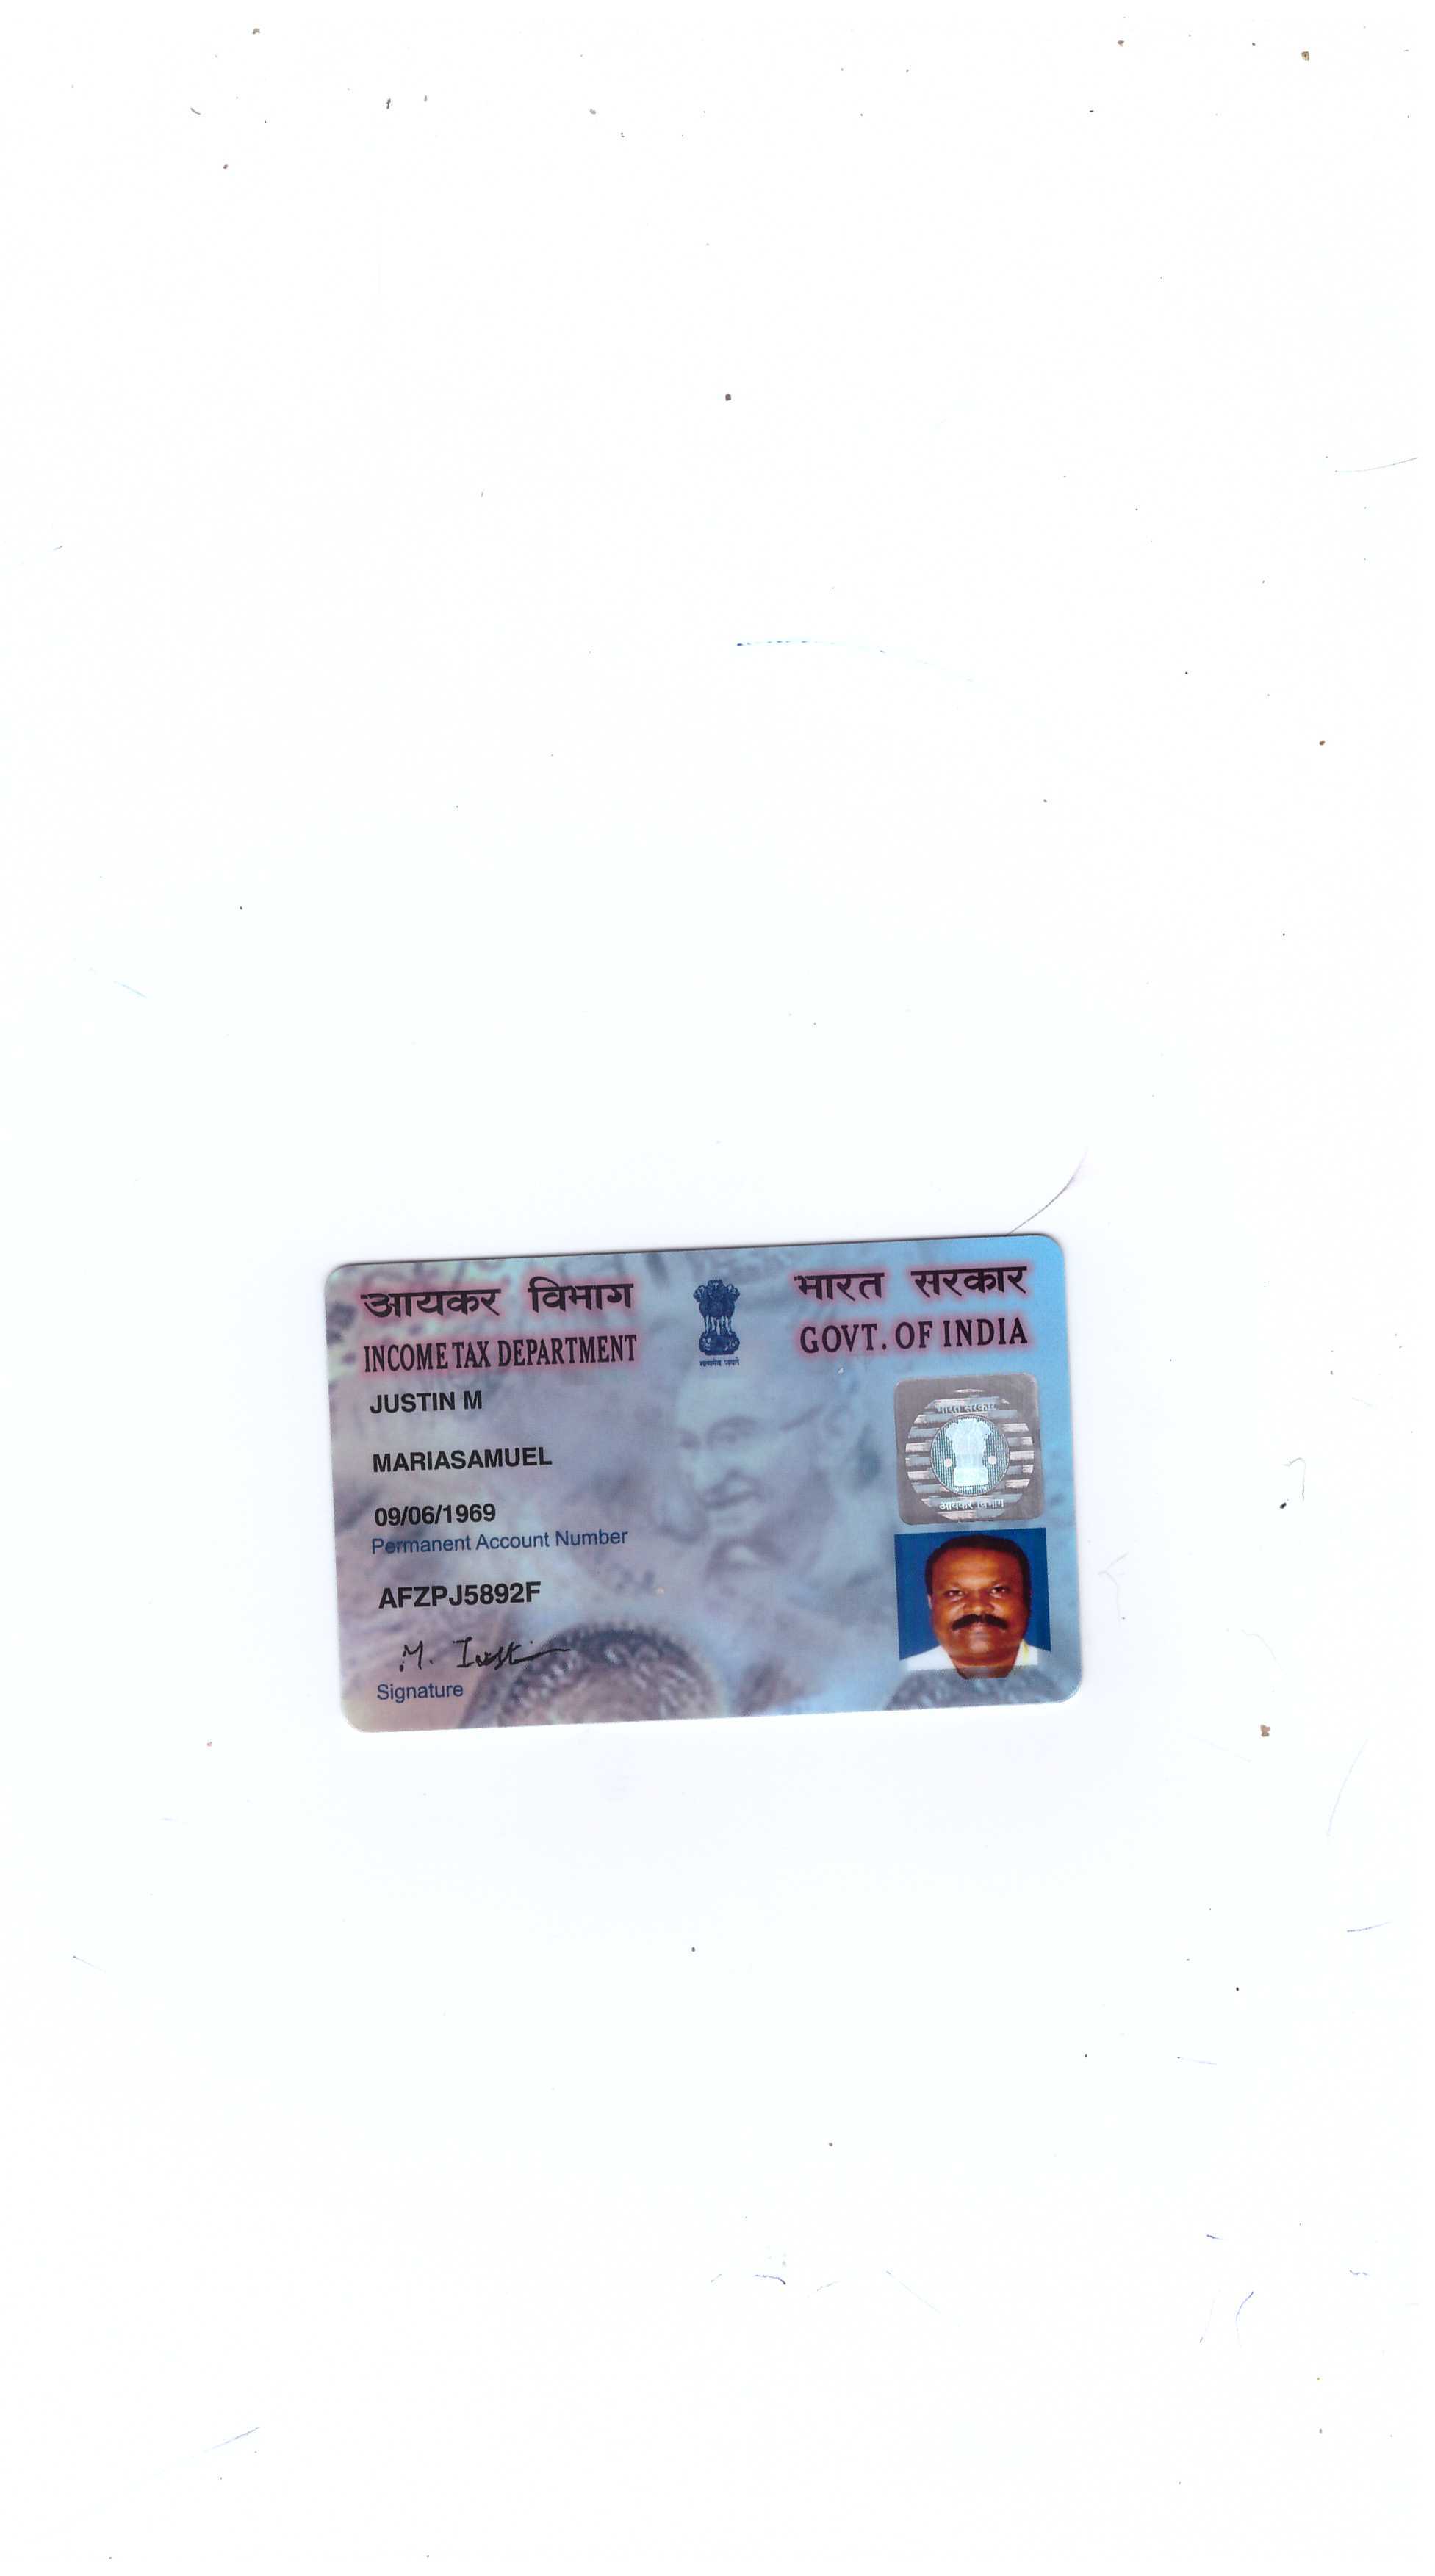 आयकर विभाग
INCOME TAX DEPARTMENT
सत्यमेव जयते
भारत सरकार
GOVT. OF INDIA
JUSTIN M
MARIASAMUEL
09/06/1969
Permanent Account Number
AFZPJ5892F
M. Justin
Signature
भारत सरकार
आयकर विभाग